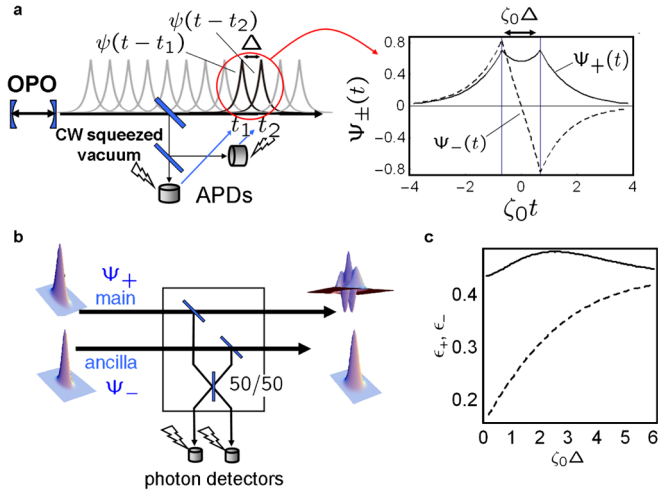 a
ψ(t − t₁)
ψ(t − t₂)
Δ
OPO
CW squeezed
vacuum
t₁ t₂
APDs
ζ₀Δ
0.8
0.4
0
-0.4
-0.8
Ψ±(t)
Ψ₊(t)
Ψ₋(t)
−4 −2 0 2 4
ζ₀t
b
Ψ₊
main
ancilla
Ψ₋
50/50
photon detectors
c
0.4
0.3
0.2
ϵ₊, ϵ₋
0 1 2 3 4 5 6
ζ₀Δ